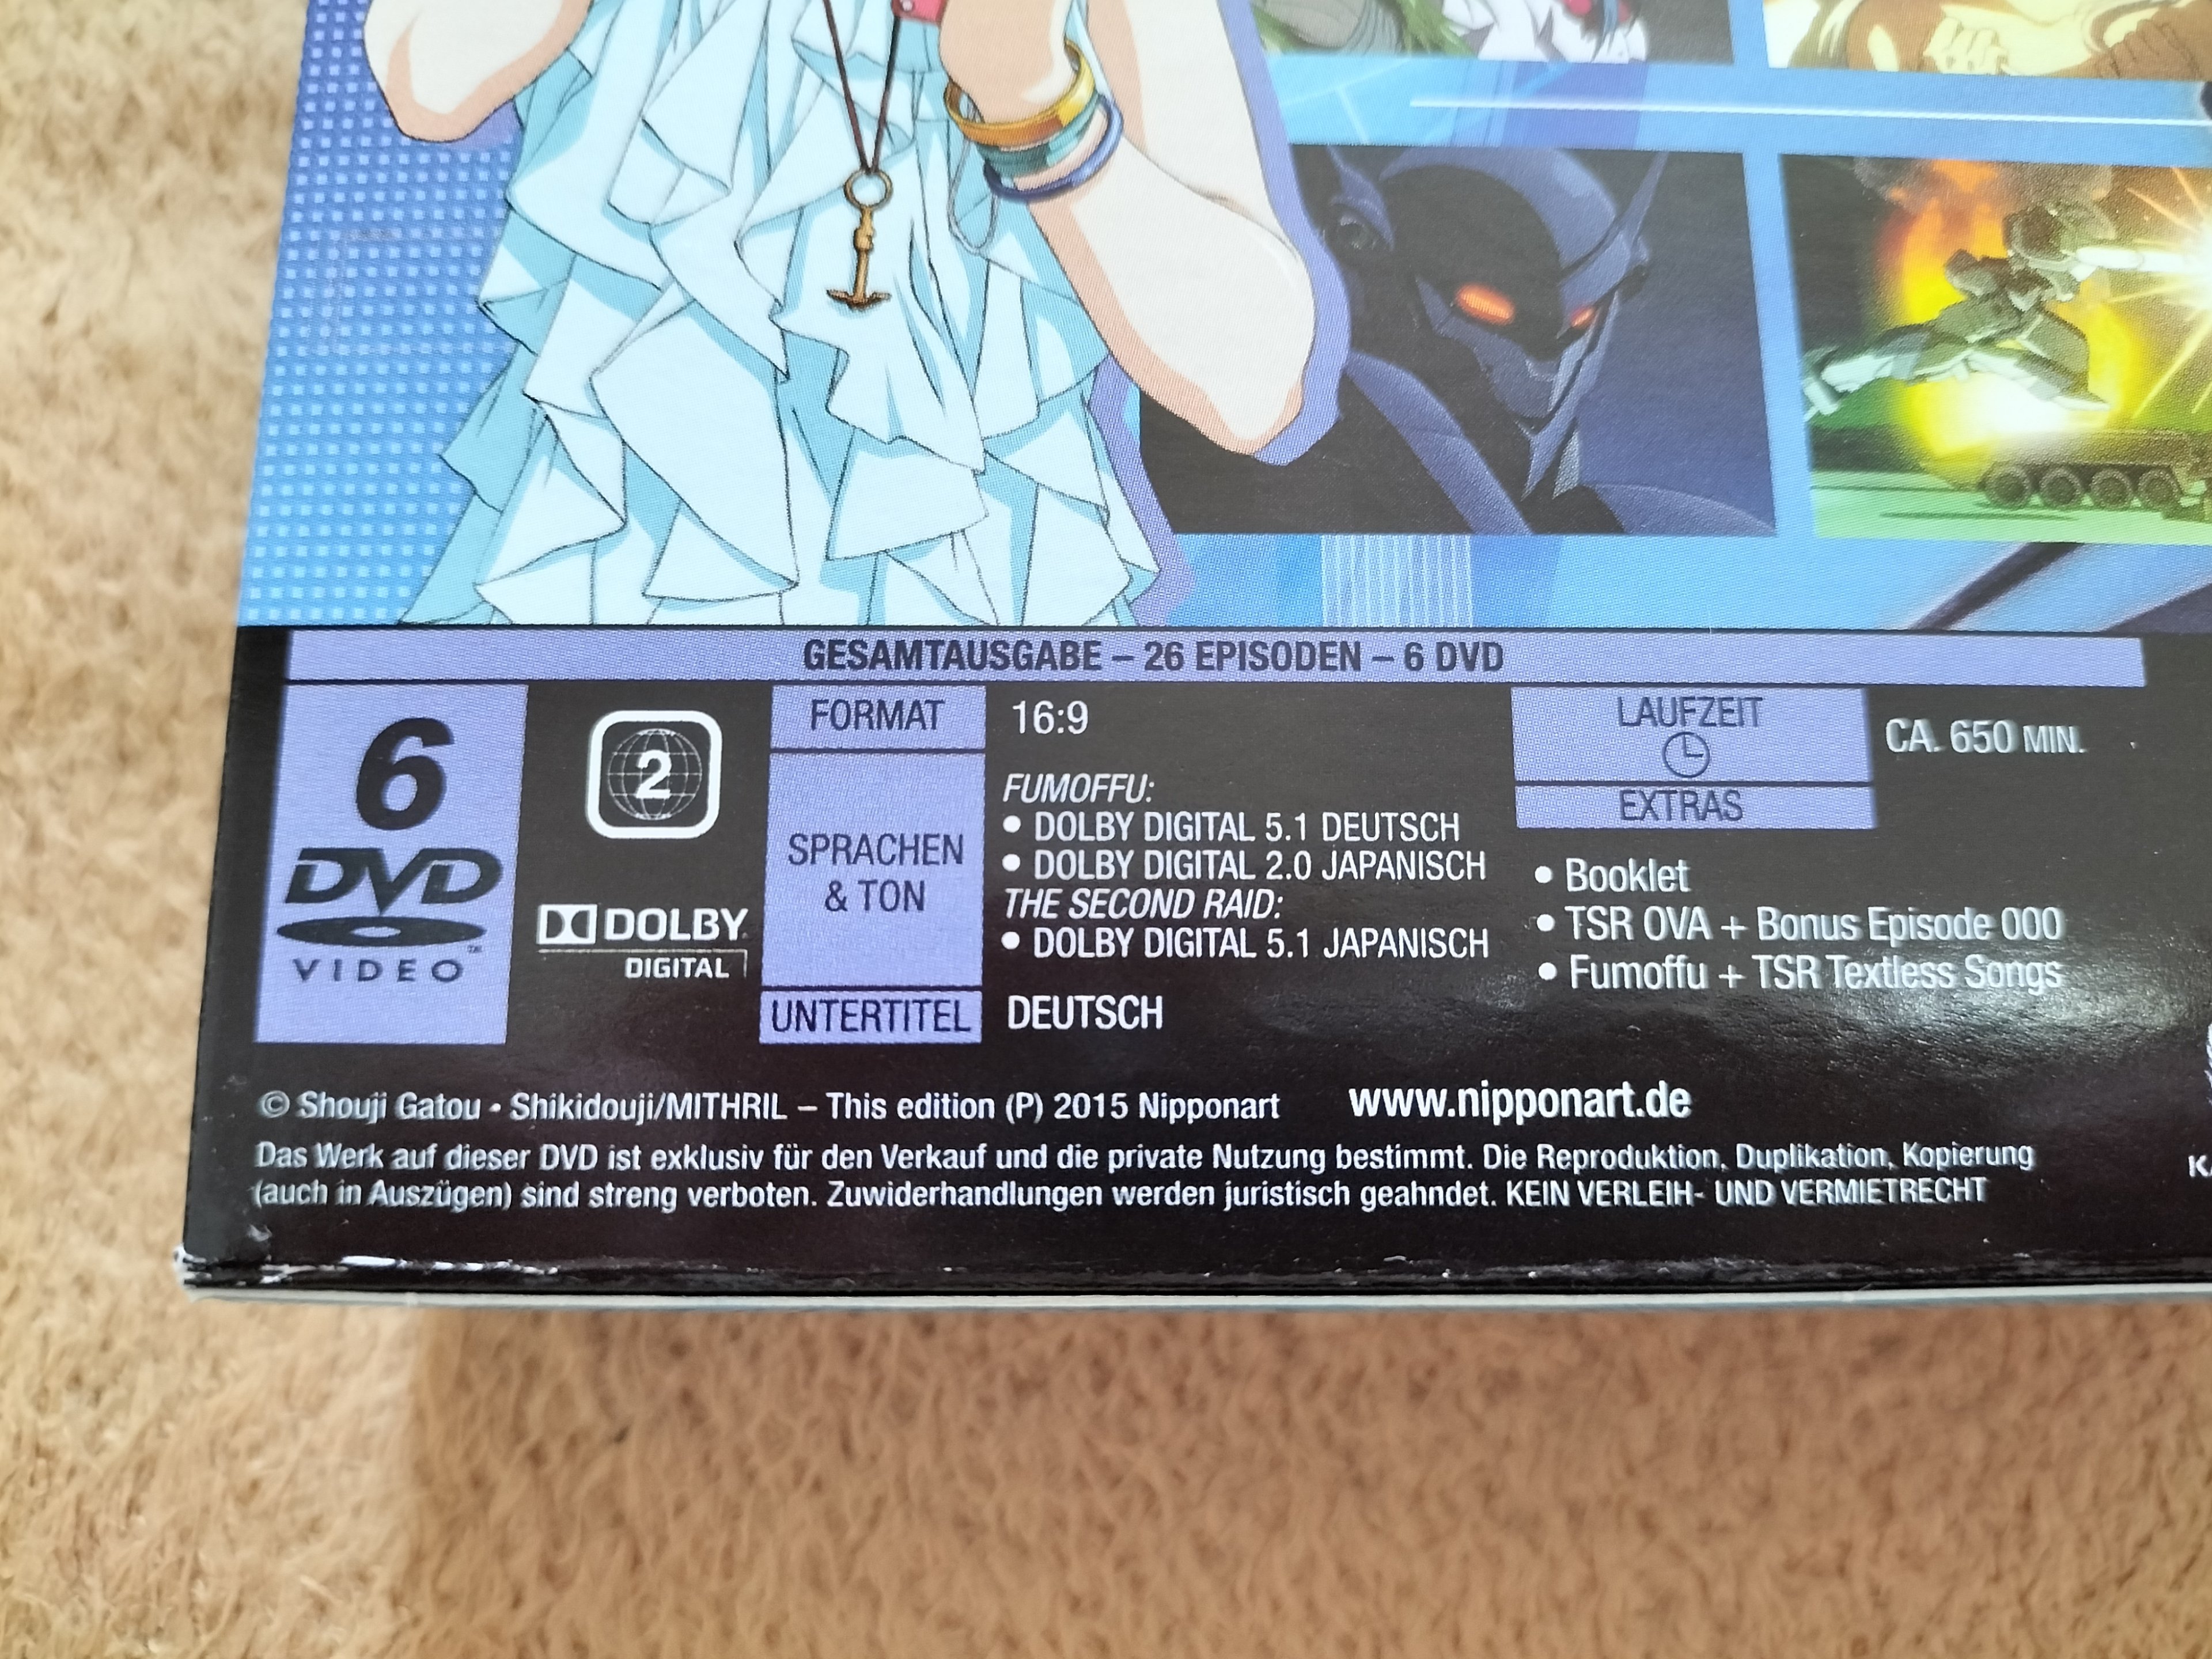 GESAMTAUSGABE – 26 EPISODEN – 6 DVD
6
DVD
VIDEO™
2
DOLBY
DIGITAL
FORMAT
16:9
SPRACHEN
& TON
FUMOFFU:
• DOLBY DIGITAL 5.1 DEUTSCH
• DOLBY DIGITAL 2.0 JAPANISCH
THE SECOND RAID:
• DOLBY DIGITAL 5.1 JAPANISCH
UNTERTITEL
DEUTSCH
LAUFZEIT
CA. 650 MIN.
EXTRAS
• Booklet
• TSR OVA + Bonus Episode 000
• Fumoffu + TSR Textless Songs
© Shouji Gatou • Shikidouji/MITHRIL – This edition (P) 2015 Nipponart
www.nipponart.de
Das Werk auf dieser DVD ist exklusiv für den Verkauf und die private Nutzung bestimmt. Die Reproduktion, Duplikation, Kopierung
(auch in Auszügen) sind streng verboten. Zuwiderhandlungen werden juristisch geahndet. KEIN VERLEIH- UND VERMIETRECHT